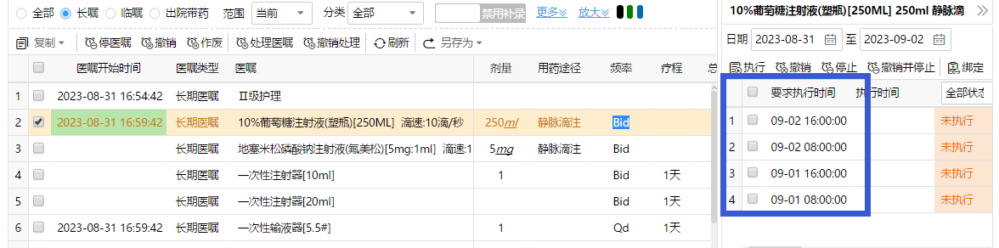 全部 长嘱 临嘱 出院带药 范围 当前 分类 全部 禁用补录 更多 放大
复制 停医嘱 撤销 作废 处理医嘱 撤销处理 刷新 另存为
医嘱开始时间 医嘱类型 医嘱 剂量 用药途径 频率 疗程 总
1 2023-08-31 16:54:42 长期医嘱 Ⅱ级护理
2 2023-08-31 16:59:42 长期医嘱 10%葡萄糖注射液(塑瓶)[250ML] 滴速:10滴/秒 250ml 静脉滴注 Bid
3 长期医嘱 地塞米松磷酸钠注射液(氟美松)[5mg:1ml] 滴速:1 5mg 静脉滴注 Bid
4 长期医嘱 一次性注射器[10ml] 1 Bid 1天
5 长期医嘱 一次性注射器[20ml] Bid 1天
6 2023-08-31 16:59:42 长期医嘱 一次性输液器[5.5#] 1 Qd 1天
10%葡萄糖注射液(塑瓶)[250ML] 250ml 静脉滴
日期 2023-08-31 至 2023-09-02
执行 撤销 停止 撤销并停止 绑定
要求执行时间 执行时间 全部状态
1 09-02 16:00:00 未执行
2 09-02 08:00:00 未执行
3 09-01 16:00:00 未执行
4 09-01 08:00:00 未执行